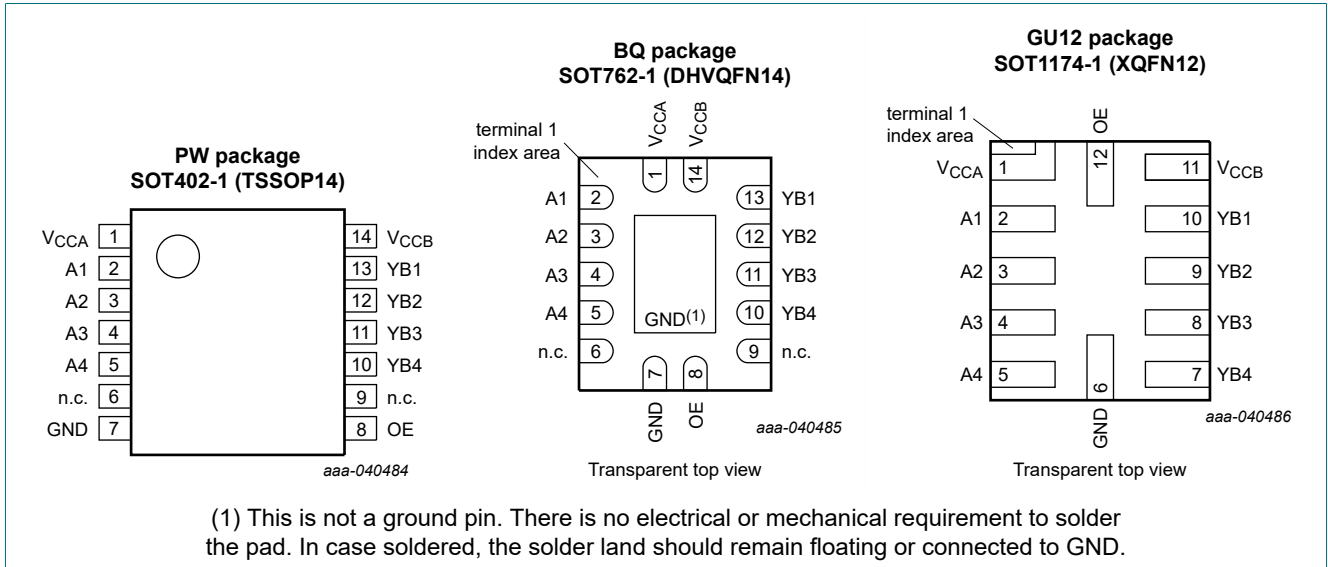 PW package
SOT402-1 (TSSOP14)
VCCA 1 14 VCCB
A1 2 13 YB1
A2 3 12 YB2
A3 4 11 YB3
A4 5 10 YB4
n.c. 6 9 n.c.
GND 7 8 OE
aaa-040484
BQ package
SOT762-1 (DHVQFN14)
terminal 1
index area
VCCA VCCB
1 14
A1 2 13 YB1
A2 3 12 YB2
A3 4 11 YB3
A4 5 10 YB4
GND(1)
n.c. 6 9 n.c.
7 8
GND OE
aaa-040485
Transparent top view
GU12 package
SOT1174-1 (XQFN12)
terminal 1
index area
OE
12
VCCA 1 11 VCCB
A1 2 10 YB1
A2 3 9 YB2
A3 4 8 YB3
A4 5 7 YB4
6
GND
aaa-040486
Transparent top view
(1) This is not a ground pin. There is no electrical or mechanical requirement to solder
the pad. In case soldered, the solder land should remain floating or connected to GND.